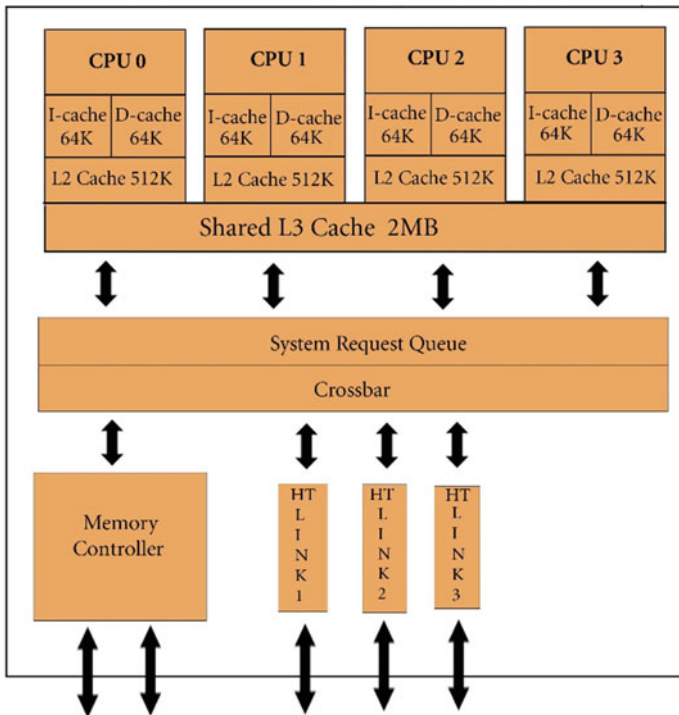 CPU 0
CPU 1
CPU 2
CPU 3
I-cache D-cache
64K 64K
I-cache D-cache
64K 64K
I-cache D-cache
64K 64K
I-cache D-cache
64K 64K
L2 Cache 512K
L2 Cache 512K
L2 Cache 512K
L2 Cache 512K
Shared L3 Cache 2MB
System Request Queue
Crossbar
Memory
Controller
HT
L
I
N
K
1
HT
L
I
N
K
2
HT
L
I
N
K
3